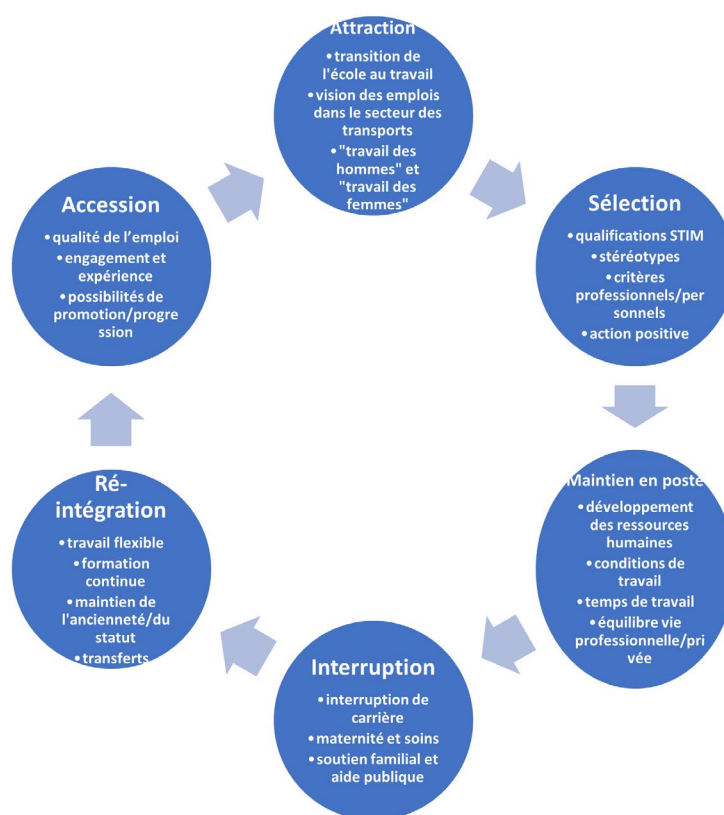 Attraction
• transition de
l'école au travail
• vision des emplois
dans le secteur des
transports
• "travail des
hommes" et
"travail des
femmes"
Sélection
• qualifications STIM
• stéréotypes
• critères
professionnels/per
sonnels
• action positive
Maintien en poste
• développement
des ressources
humaines
• conditions de
travail
• temps de travail
• équilibre vie
professionnelle/pri
vée
Interruption
• interruption de
carrière
• maternité et soins
• soutien familial et
aide publique
Ré-
intégration
• travail flexible
• formation
continue
• maintien de
l'ancienneté/du
statut
• transferts
Accession
• qualité de l’emploi
• engagement et
expérience
• possibilités de
promotion/progre
ssion